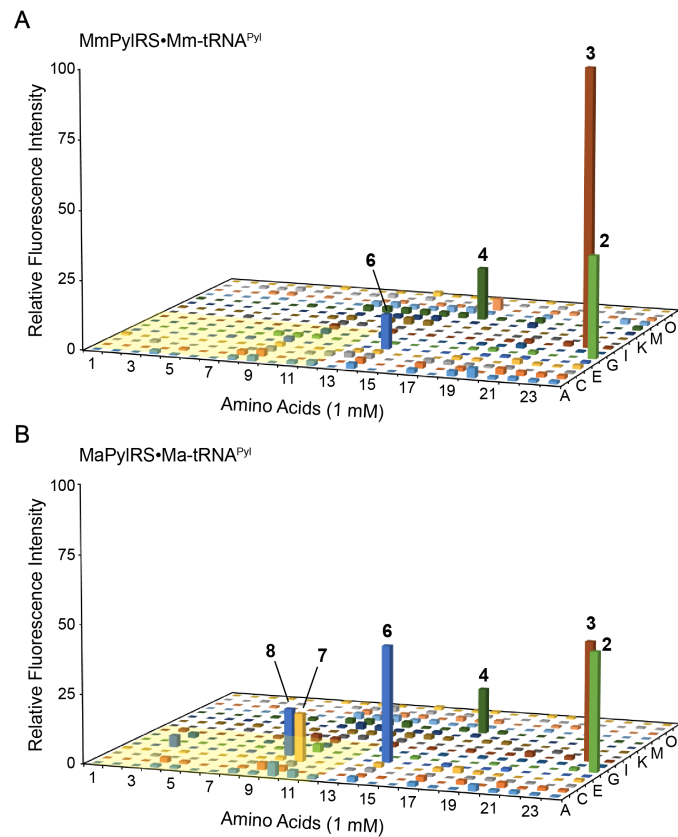 A
MmPylRS•Mm-tRNAPyl
100
75
50
25
0
Relative Fluorescence Intensity
3
2
4
6
1 3 5 7 9 11 13 15 17 19 21 23
A C E G I K M O
Amino Acids (1 mM)
B
MaPylRS•Ma-tRNAPyl
100
75
50
25
0
Relative Fluorescence Intensity
8
7
6
4
3
2
1 3 5 7 9 11 13 15 17 19 21 23
A C E G I K M O
Amino Acids (1 mM)